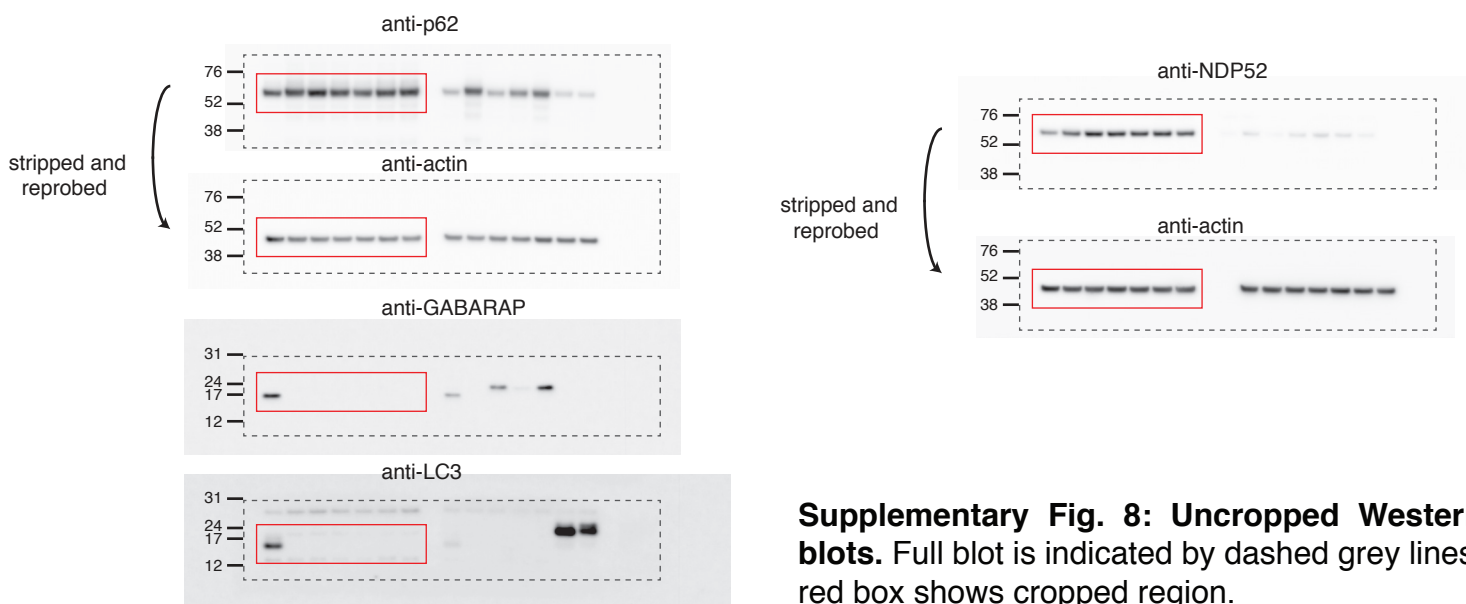 anti-p62
76
52
38
stripped and
reprobed
anti-actin
76
52
38
anti-GABARAP
31
24
17
12
anti-LC3
31
24
17
12
anti-NDP52
76
52
38
stripped and
reprobed
anti-actin
76
52
38
Supplementary Fig. 8: Uncropped Wester
blots. Full blot is indicated by dashed grey lines
red box shows cropped region.